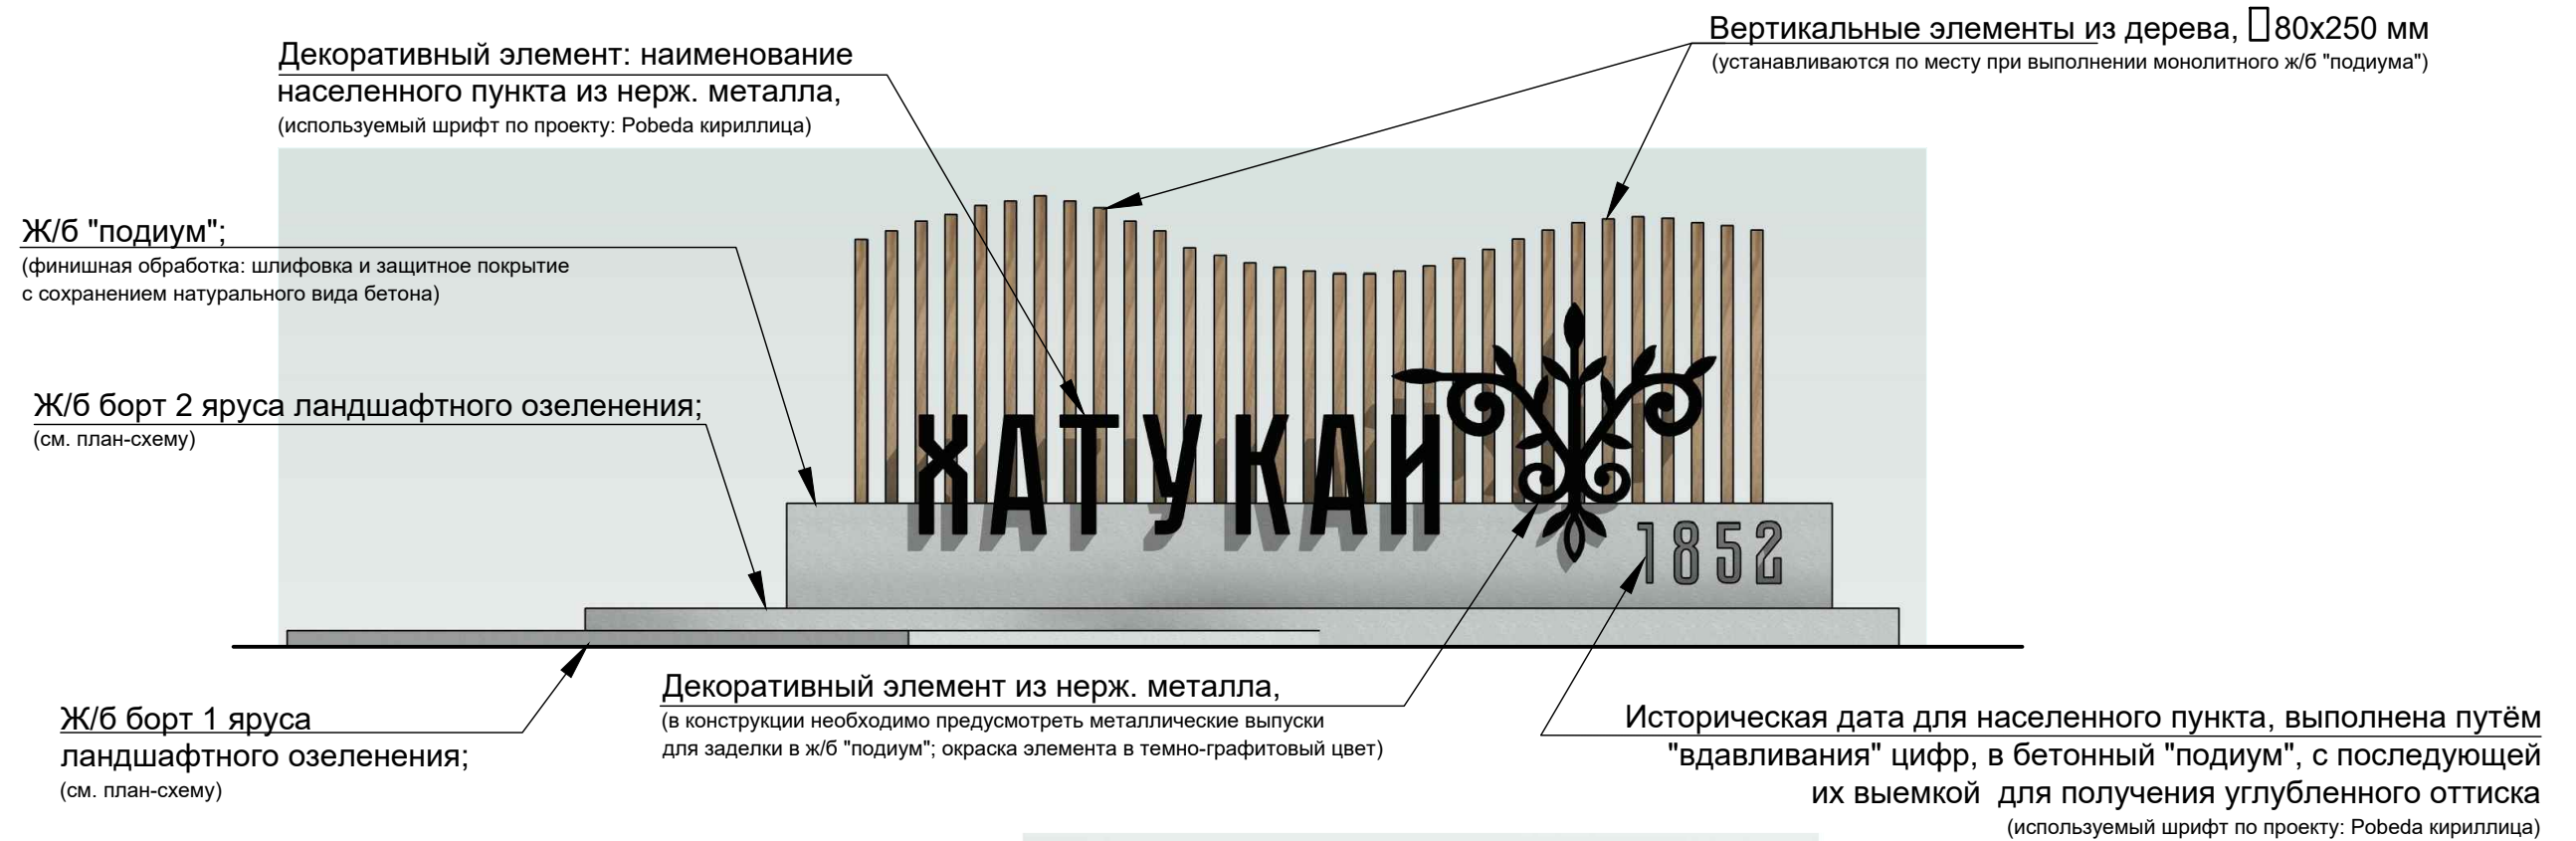 Декоративный элемент: наименование
населенного пункта из нерж. металла,
(используемый шрифт по проекту: Pobeda кириллица)
Вертикальные элементы из дерева, 80х250 мм
(устанавливаются по месту при выполнении монолитного ж/б "подиума")
Ж/б "подиум";
(финишная обработка: шлифовка и защитное покрытие
с сохранением натурального вида бетона)
Ж/б борт 2 яруса ландшафтного озеленения;
(см. план-схему)
ХАТУКАЙ
1852
Ж/б борт 1 яруса
ландшафтного озеленения;
(см. план-схему)
Декоративный элемент из нерж. металла,
(в конструкции необходимо предусмотреть металлические выпуски
для заделки в ж/б "подиум"; окраска элемента в темно-графитовый цвет)
Историческая дата для населенного пункта, выполнена путём
"вдавливания" цифр, в бетонный "подиум", с последующей
их выемкой для получения углубленного оттиска
(используемый шрифт по проекту: Pobeda кириллица)